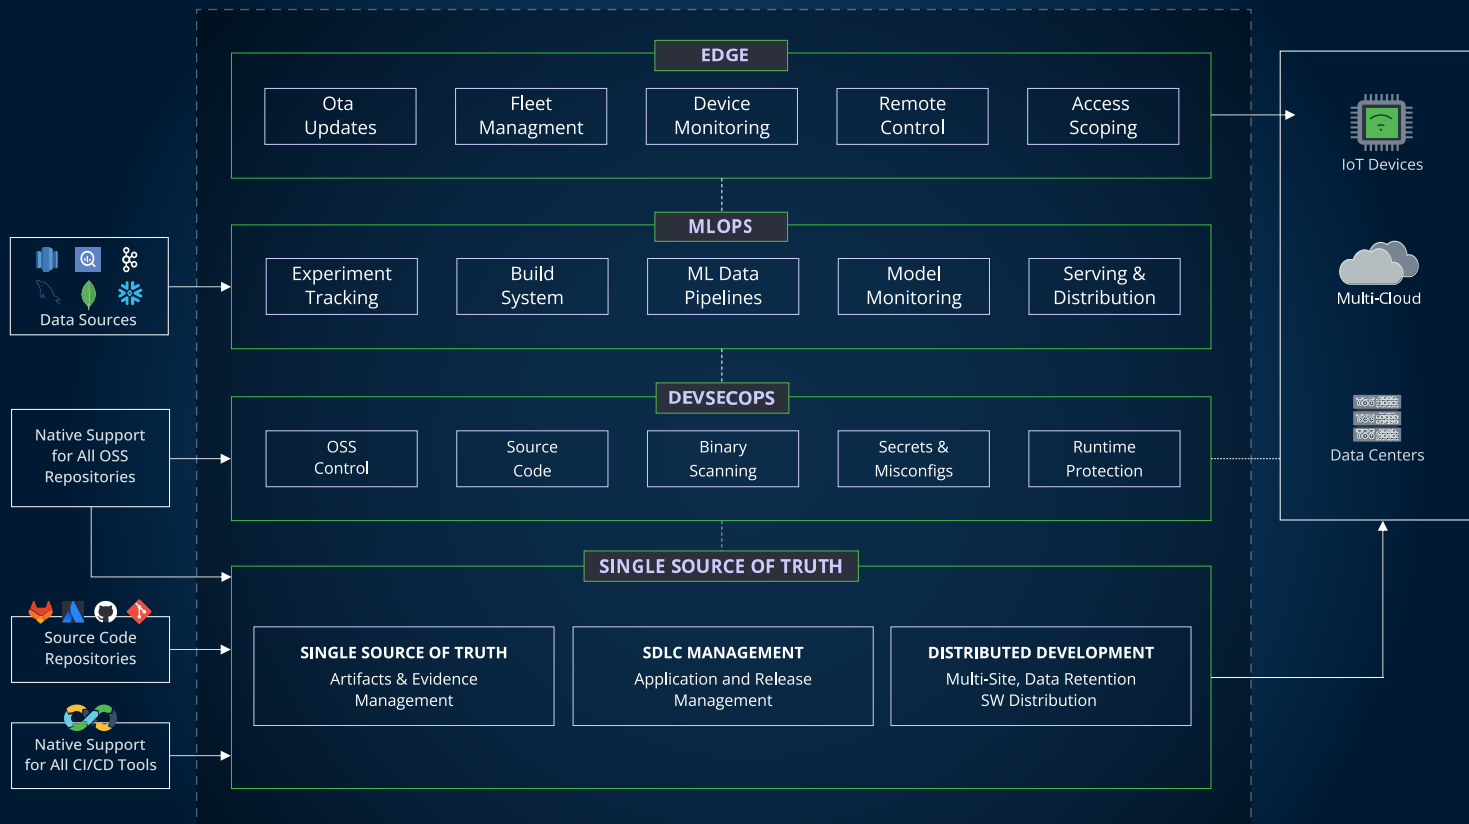 EDGE
Ota
Updates
Fleet
Managment
Device
Monitoring
Remote
Control
Access
Scoping
IoT Devices
MLOPS
Experiment
Tracking
Build
System
ML Data
Pipelines
Model
Monitoring
Serving &
Distribution
Data Sources
Multi-Cloud
DEVSECOPS
Native Support
for All OSS
Repositories
OSS
Control
Source
Code
Binary
Scanning
Secrets &
Misconfigs
Runtime
Protection
Data Centers
SINGLE SOURCE OF TRUTH
Source Code
Repositories
Native Support
for All CI/CD Tools
SINGLE SOURCE OF TRUTH
Artifacts & Evidence
Management
SDLC MANAGEMENT
Application and Release
Management
DISTRIBUTED DEVELOPMENT
Multi-Site, Data Retention
SW Distribution